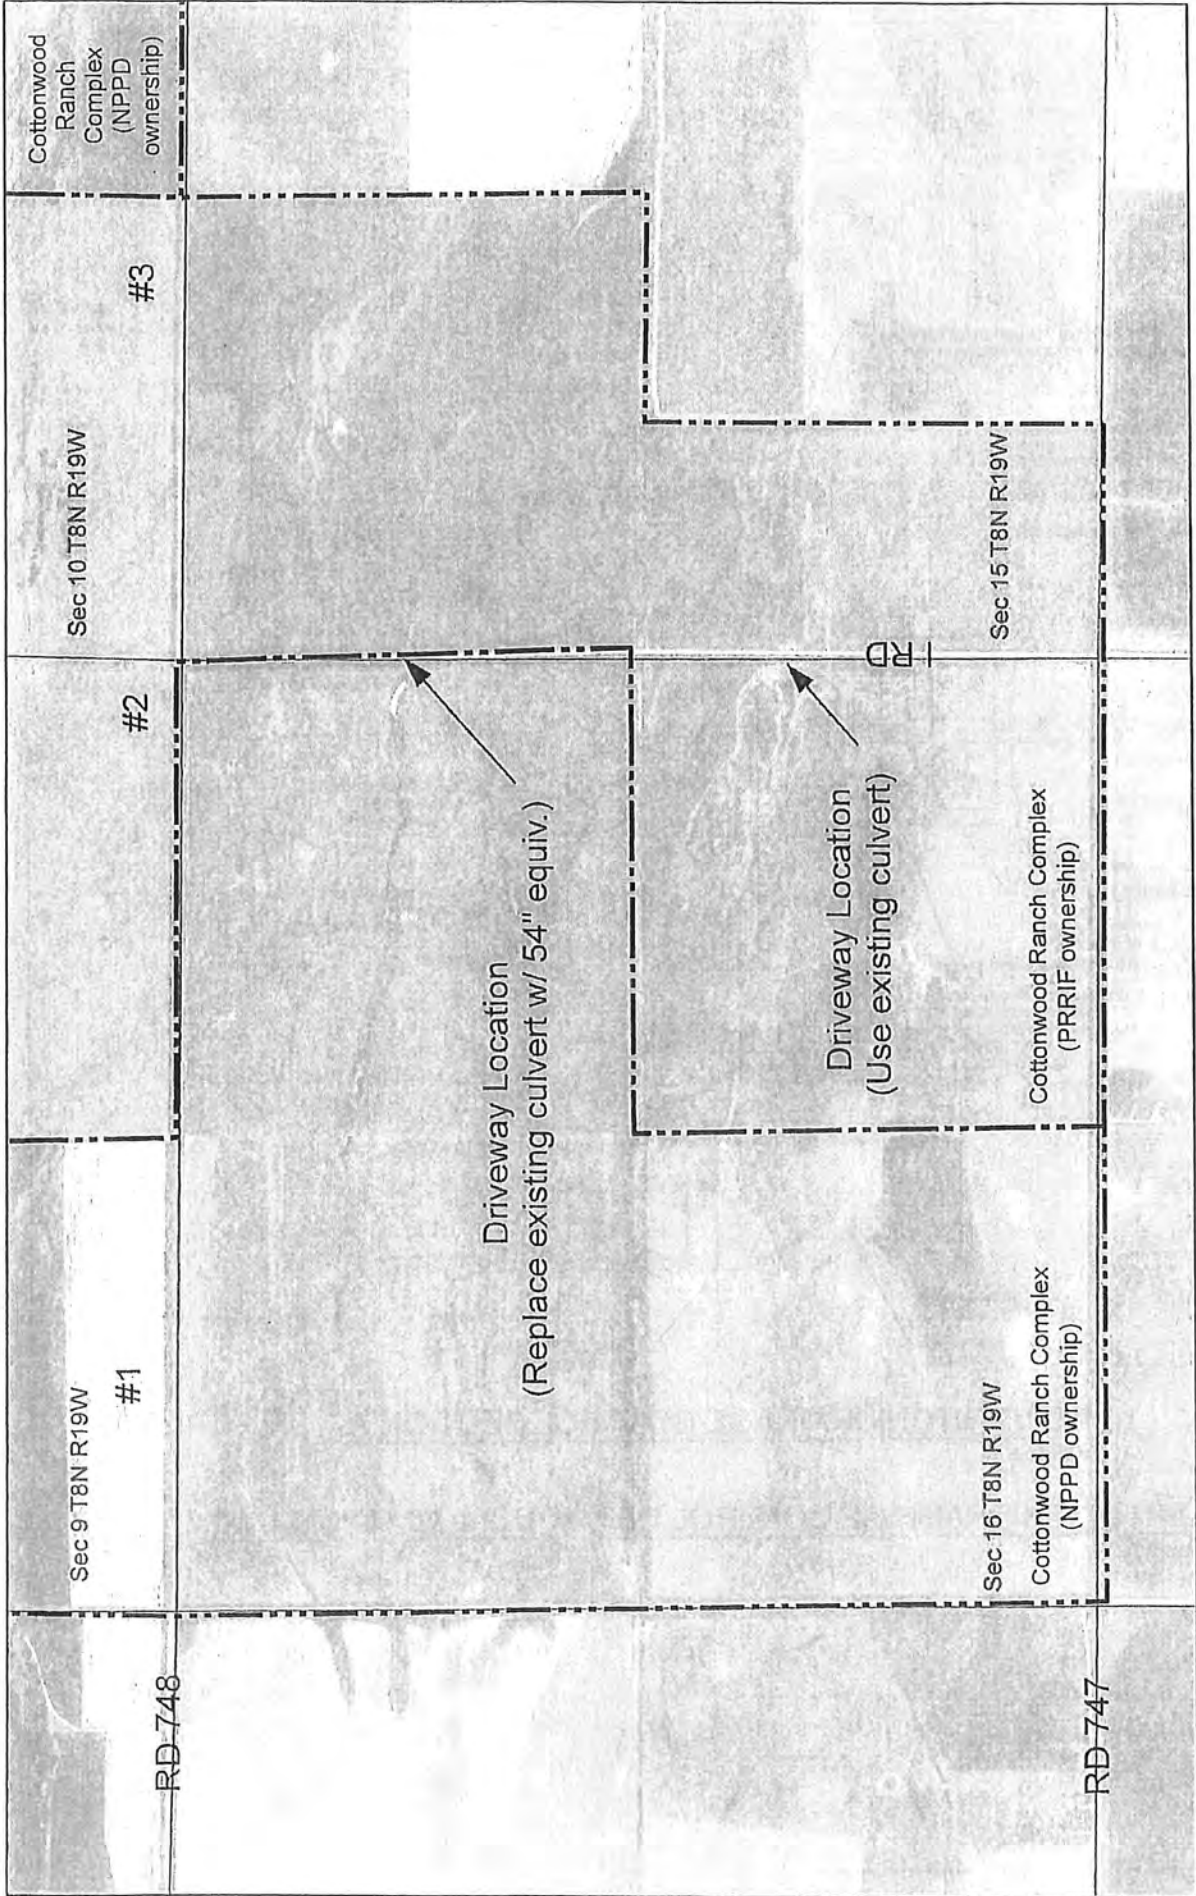 Cottonwood
Ranch
Complex
(NPPD
ownership)
#3
Sec 10 T8N R19W
#2
Sec 9 T8N R19W
#1
RD 748
Driveway Location
(Replace existing culvert w/ 54" equiv.)
Driveway Location
(Use existing culvert)
RD
I
Sec 15 T8N R19W
Cottonwood Ranch Complex
(PRRIF ownership)
Sec 16 T8N R19W
Cottonwood Ranch Complex
(NPPD ownership)
RD 747